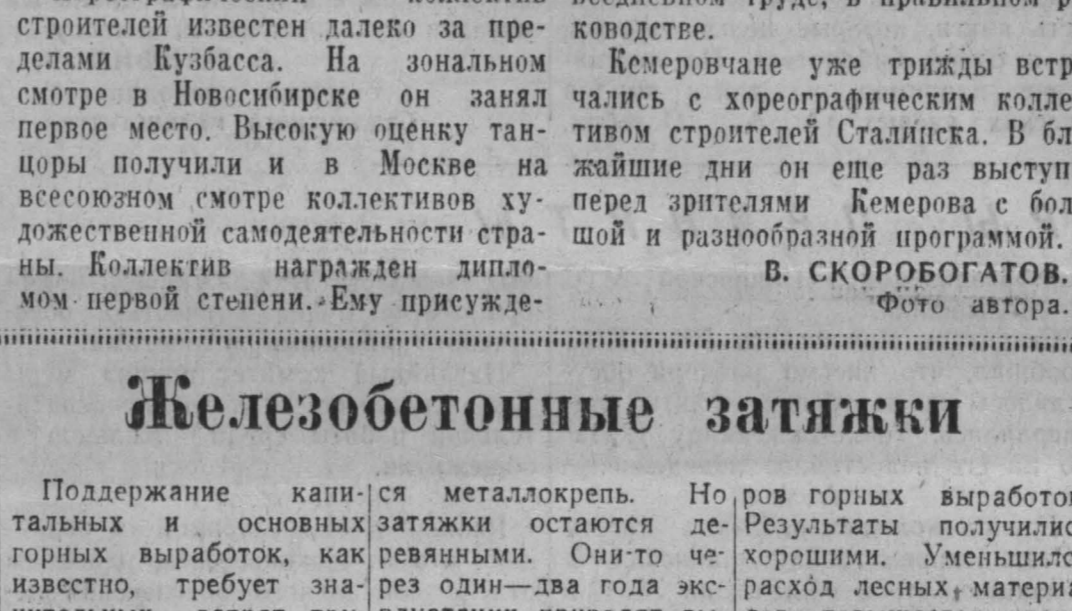 строителей известен далеко за пре-
делами Кузбасса. На зональном
смотре в Новосибирске он занял
первое место. Высокую оценку тан-
цоры получили и в Москве на
всесоюзном смотре коллективов ху-
дожественной самодеятельности стра-
ны. Коллектив награжден дипло-
мом первой степени. Ему присужде-
ководстве.
Кемеровчане уже трижды встр
чались с хореографическим колле
тивом строителей Сталинска. В бл
жайшие дни он еще раз выступ
перед зрителями Кемерова с бол
шой и разнообразной программой.
В. СКОРОБОГАТОВ.
Фото автора.
Железобетонные затяжки
Поддержание капи-
тальных и основных
горных выработок, как
известно, требует зна-
ся металлокрепь. Но
затяжки остаются де-
ревянными. Они-то че-
рез один—два года экс-
ров горных выработо
Результаты получилис
хорошими. Уменьшилс
расход лесных матери